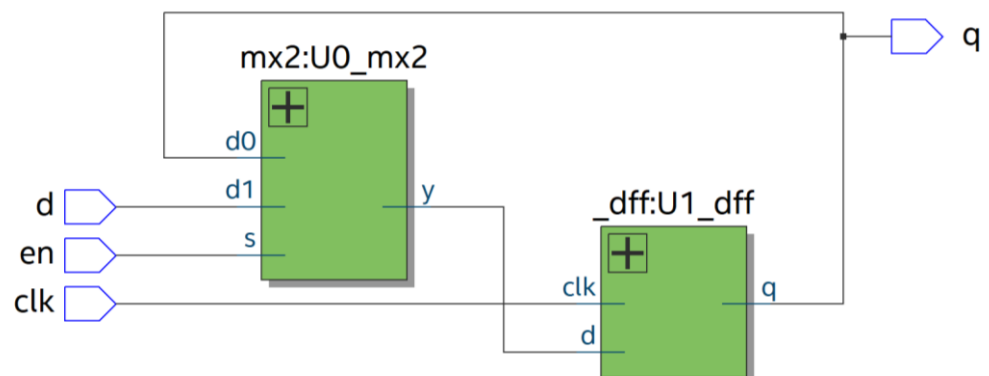 mx2:U0_mx2
q
d0
d
d1
y
en
s
_dff:U1_dff
clk
clk
q
d